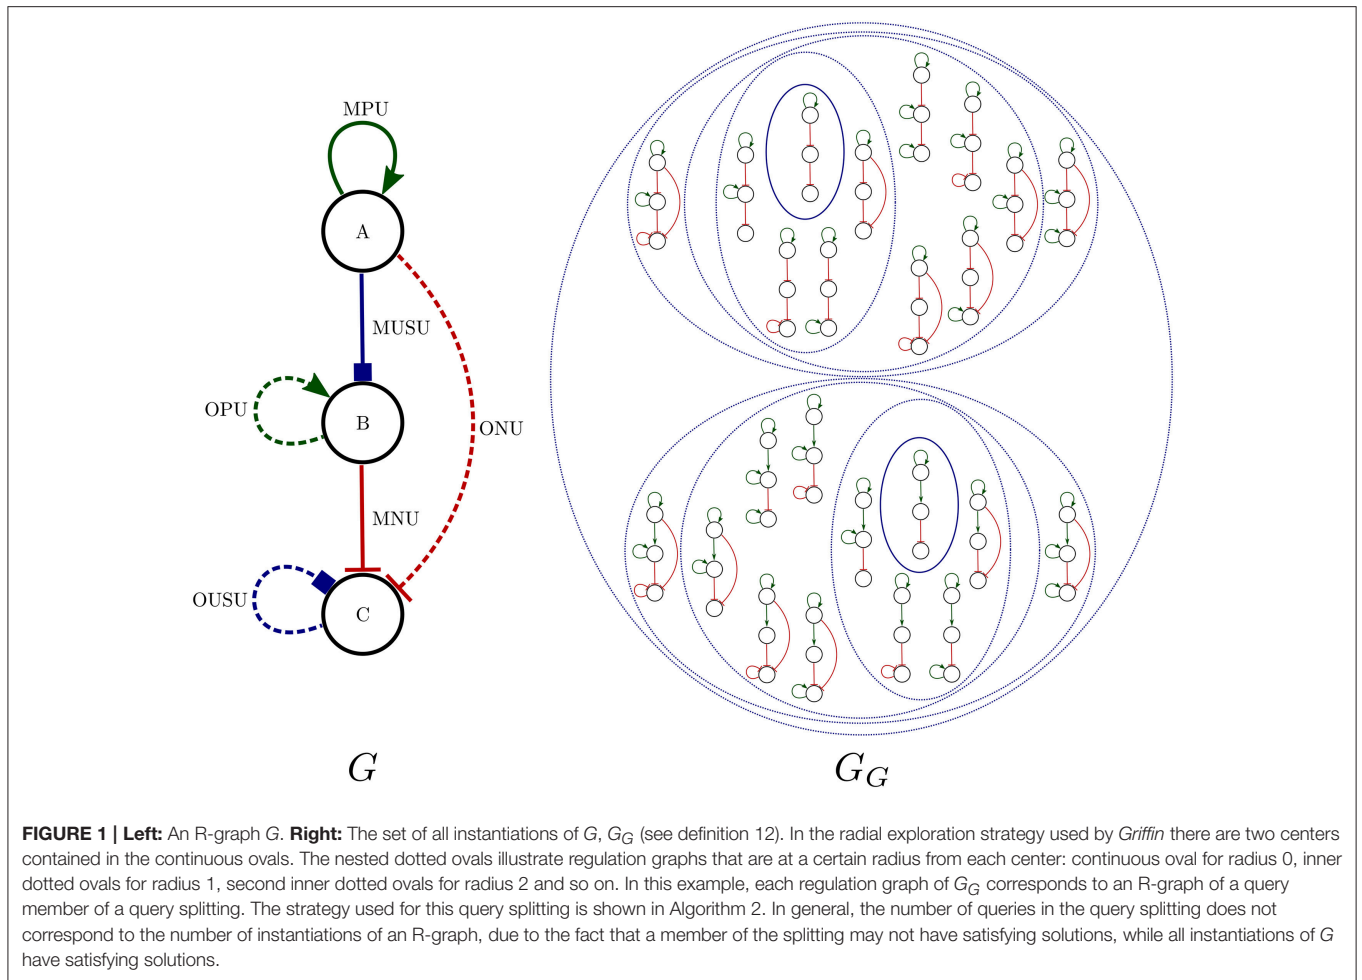 MPU
A
MUSU
OPU
B
ONU
MNU
OUSU
C
G
G_G
FIGURE 1 | Left: An R-graph G. Right: The set of all instantiations of G, G_G (see definition 12). In the radial exploration strategy used by Griffin there are two centers
contained in the continuous ovals. The nested dotted ovals illustrate regulation graphs that are at a certain radius from each center: continuous oval for radius 0, inner
dotted ovals for radius 1, second inner dotted ovals for radius 2 and so on. In this example, each regulation graph of G_G corresponds to an R-graph of a query
member of a query splitting. The strategy used for this query splitting is shown in Algorithm 2. In general, the number of queries in the query splitting does not
correspond to the number of instantiations of an R-graph, due to the fact that a member of the splitting may not have satisfying solutions, while all instantiations of G
have satisfying solutions.